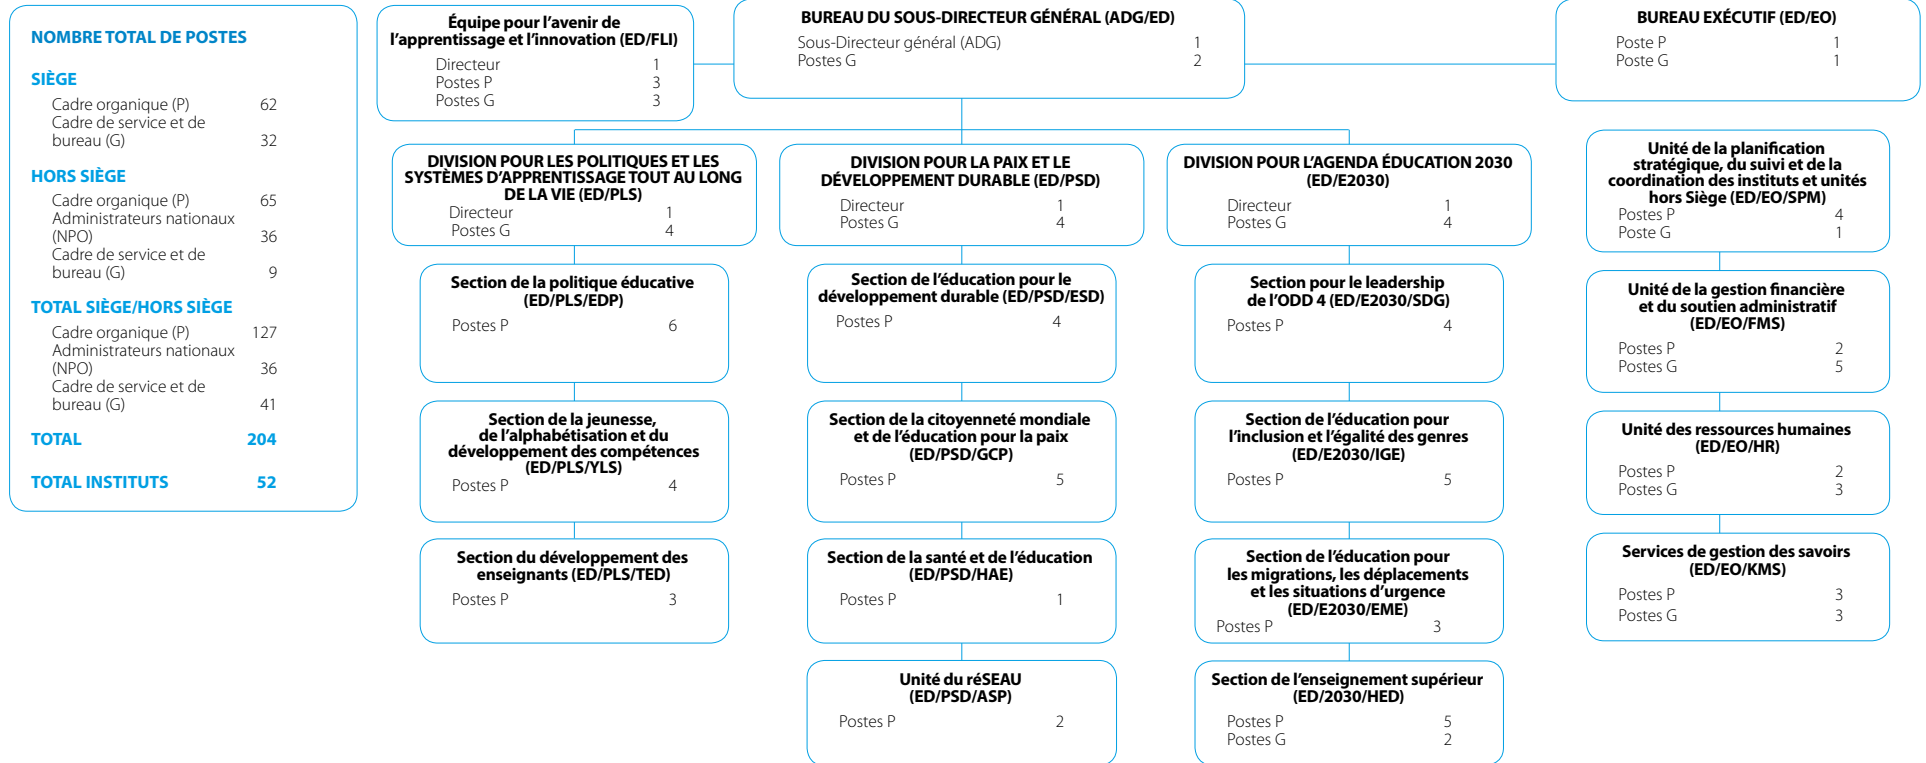 NOMBRE TOTAL DE POSTES
SIÈGE
Cadre organique (P) 62
Cadre de service et de
bureau (G) 32
HORS SIÈGE
Cadre organique (P) 65
Administrateurs nationaux
(NPO) 36
Cadre de service et de
bureau (G) 9
TOTAL SIÈGE/HORS SIÈGE
Cadre organique (P) 127
Administrateurs nationaux
(NPO) 36
Cadre de service et de
bureau (G) 41
TOTAL 204
TOTAL INSTITUTS 52
Équipe pour l’avenir de
l’apprentissage et l’innovation (ED/FLI)
Directeur 1
Postes P 3
Postes G 3
BUREAU DU SOUS-DIRECTEUR GÉNÉRAL (ADG/ED)
Sous-Directeur général (ADG) 1
Postes G 2
BUREAU EXÉCUTIF (ED/EO)
Poste P 1
Poste G 1
DIVISION POUR LES POLITIQUES ET LES
SYSTÈMES D’APPRENTISSAGE TOUT AU LONG
DE LA VIE (ED/PLS)
Directeur 1
Postes G 4
Section de la politique éducative
(ED/PLS/EDP)
Postes P 6
Section de la jeunesse,
de l’alphabétisation et du
développement des compétences
(ED/PLS/YLS)
Postes P 4
Section du développement des
enseignants (ED/PLS/TED)
Postes P 3
DIVISION POUR LA PAIX ET LE
DÉVELOPPEMENT DURABLE (ED/PSD)
Directeur 1
Postes G 4
Section de l’éducation pour le
développement durable (ED/PSD/ESD)
Postes P 4
Section de la citoyenneté mondiale
et de l’éducation pour la paix
(ED/PSD/GCP)
Postes P 5
Section de la santé et de l’éducation
(ED/PSD/HAE)
Postes P 1
Unité du réSEAU
(ED/PSD/ASP)
Postes P 2
DIVISION POUR L’AGENDA ÉDUCATION 2030
(ED/E2030)
Directeur 1
Postes G 4
Section pour le leadership
de l’ODD 4 (ED/E2030/SDG)
Postes P 4
Section de l’éducation pour
l’inclusion et l’égalité des genres
(ED/E2030/IGE)
Postes P 5
Section de l’éducation pour
les migrations, les déplacements
et les situations d’urgence
(ED/E2030/EME)
Postes P 3
Section de l’enseignement supérieur
(ED/2030/HED)
Postes P 5
Postes G 2
Unité de la planification
stratégique, du suivi et de la
coordination des instituts et unités
hors Siège (ED/EO/SPM)
Postes P 4
Poste G 1
Unité de la gestion financière
et du soutien administratif
(ED/EO/FMS)
Postes P 2
Postes G 5
Unité des ressources humaines
(ED/EO/HR)
Postes P 2
Postes G 3
Services de gestion des savoirs
(ED/EO/KMS)
Postes P 3
Postes G 3